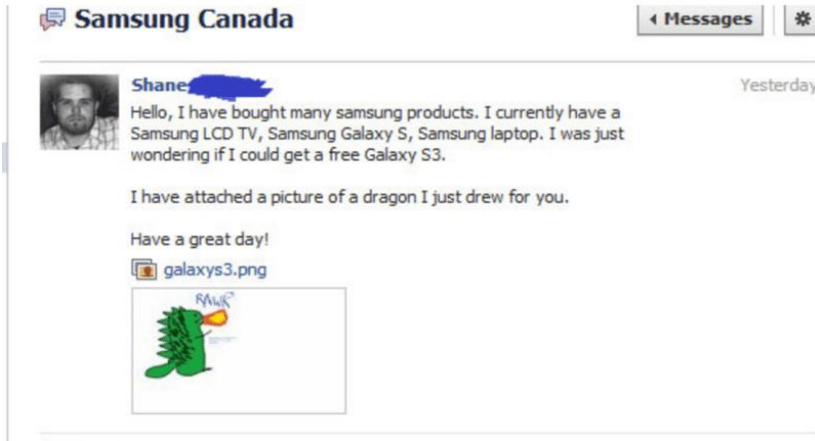 Samsung Canada
Messages
Shane
Yesterday
Hello, I have bought many samsung products. I currently have a
Samsung LCD TV, Samsung Galaxy S, Samsung laptop. I was just
wondering if I could get a free Galaxy S3.
I have attached a picture of a dragon I just drew for you.
Have a great day!
galaxys3.png
RAWR